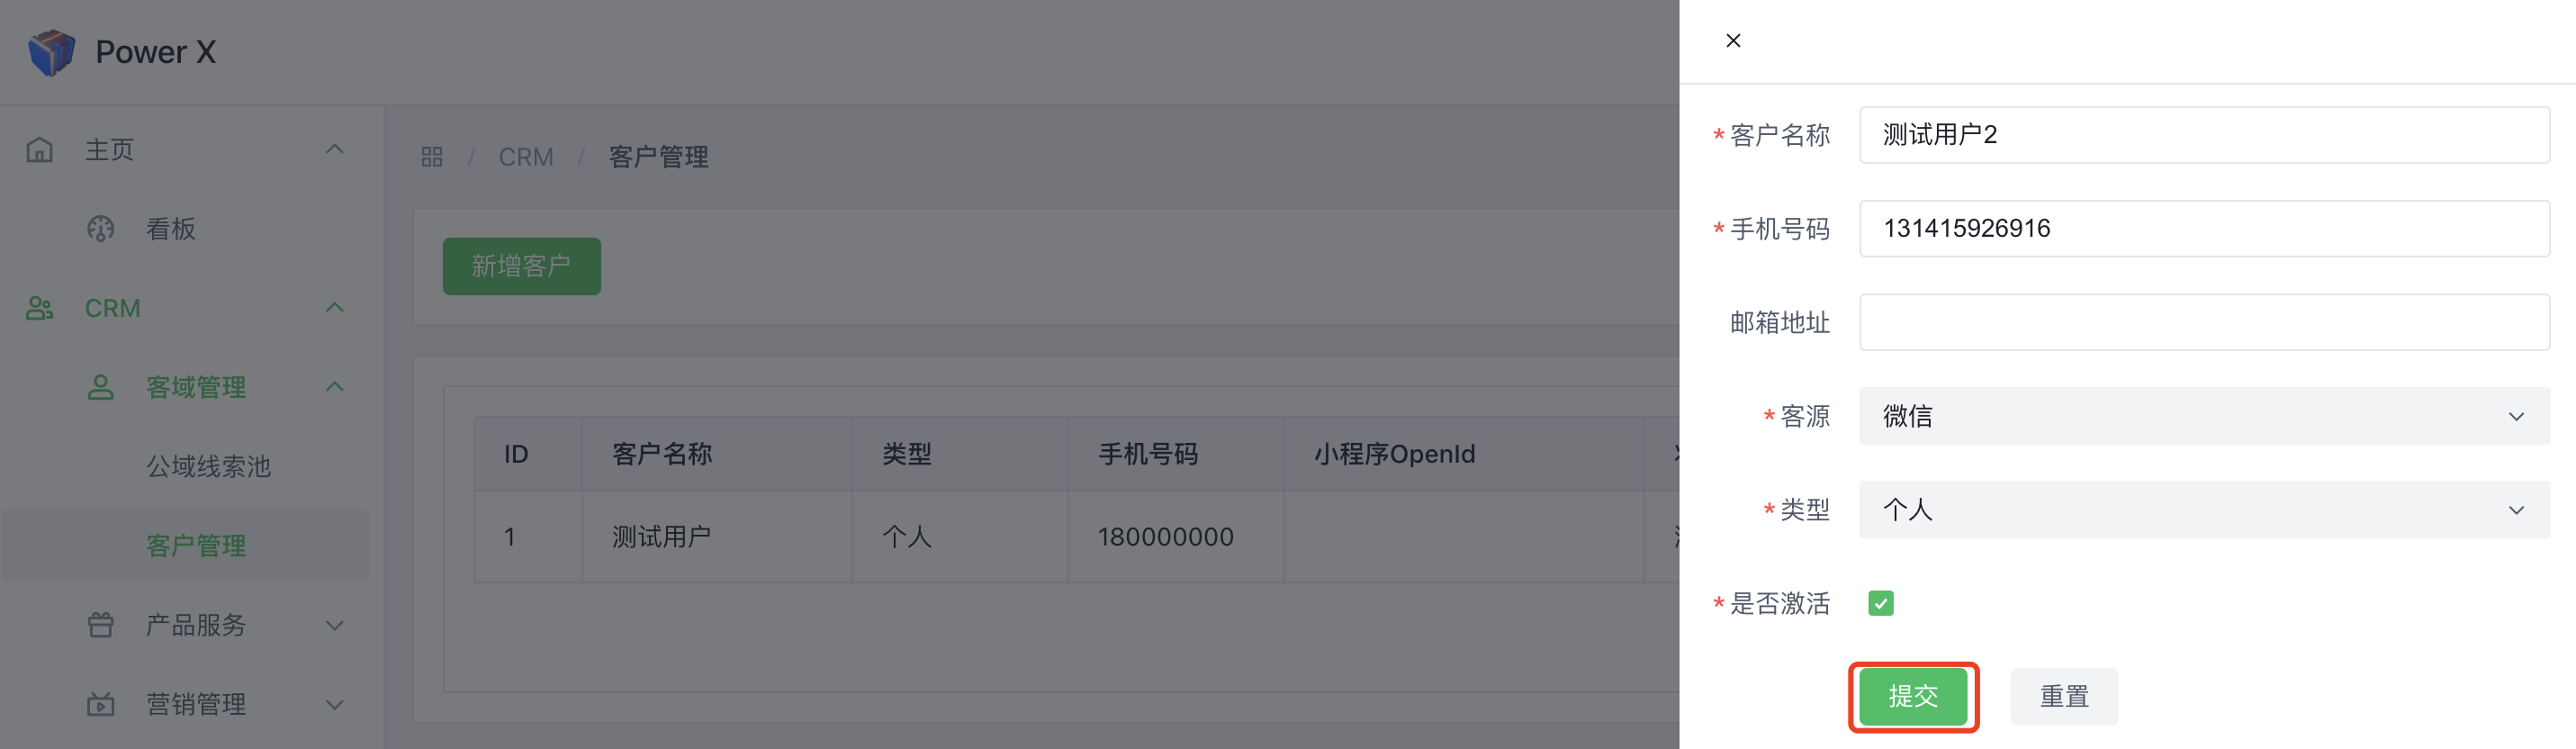 Power X
主页
看板
CRM
客域管理
公域线索池
客户管理
产品服务
营销管理
/ CRM / 客户管理
新增客户
ID 客户名称 类型 手机号码 小程序OpenId
1 测试用户 个人 180000000
* 客户名称 测试用户2
* 手机号码 131415926916
邮箱地址
* 客源 微信
* 类型 个人
* 是否激活
提交 重置